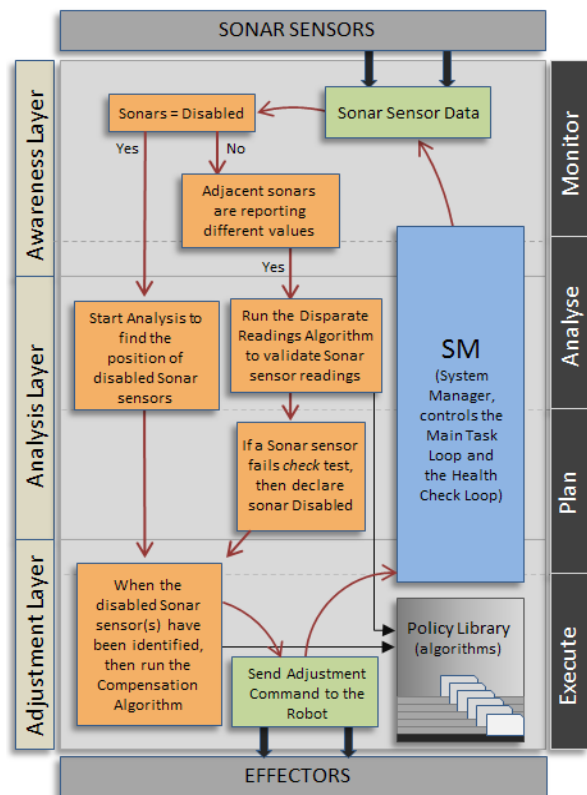 SONAR SENSORS
Awareness Layer
Analysis Layer
Adjustment Layer
Monitor
Analyse
Plan
Execute
Sonars = Disabled
Sonar Sensor Data
Yes
No
Adjacent sonars
are reporting
different values
Yes
Start Analysis to
find the
position of
disabled Sonar
sensors
Run the Disparate
Readings Algorithm
to validate Sonar
sensor readings
SM
(System
Manager,
controls the
Main Task
Loop and
the Health
Check Loop)
If a Sonar sensor
fails check test,
then declare
sonar Disabled
When the
disabled Sonar
sensor(s) have
been identified,
then run the
Compensation
Algorithm
Send Adjustment
Command to the
Robot
Policy Library
(algorithms)
EFFECTORS